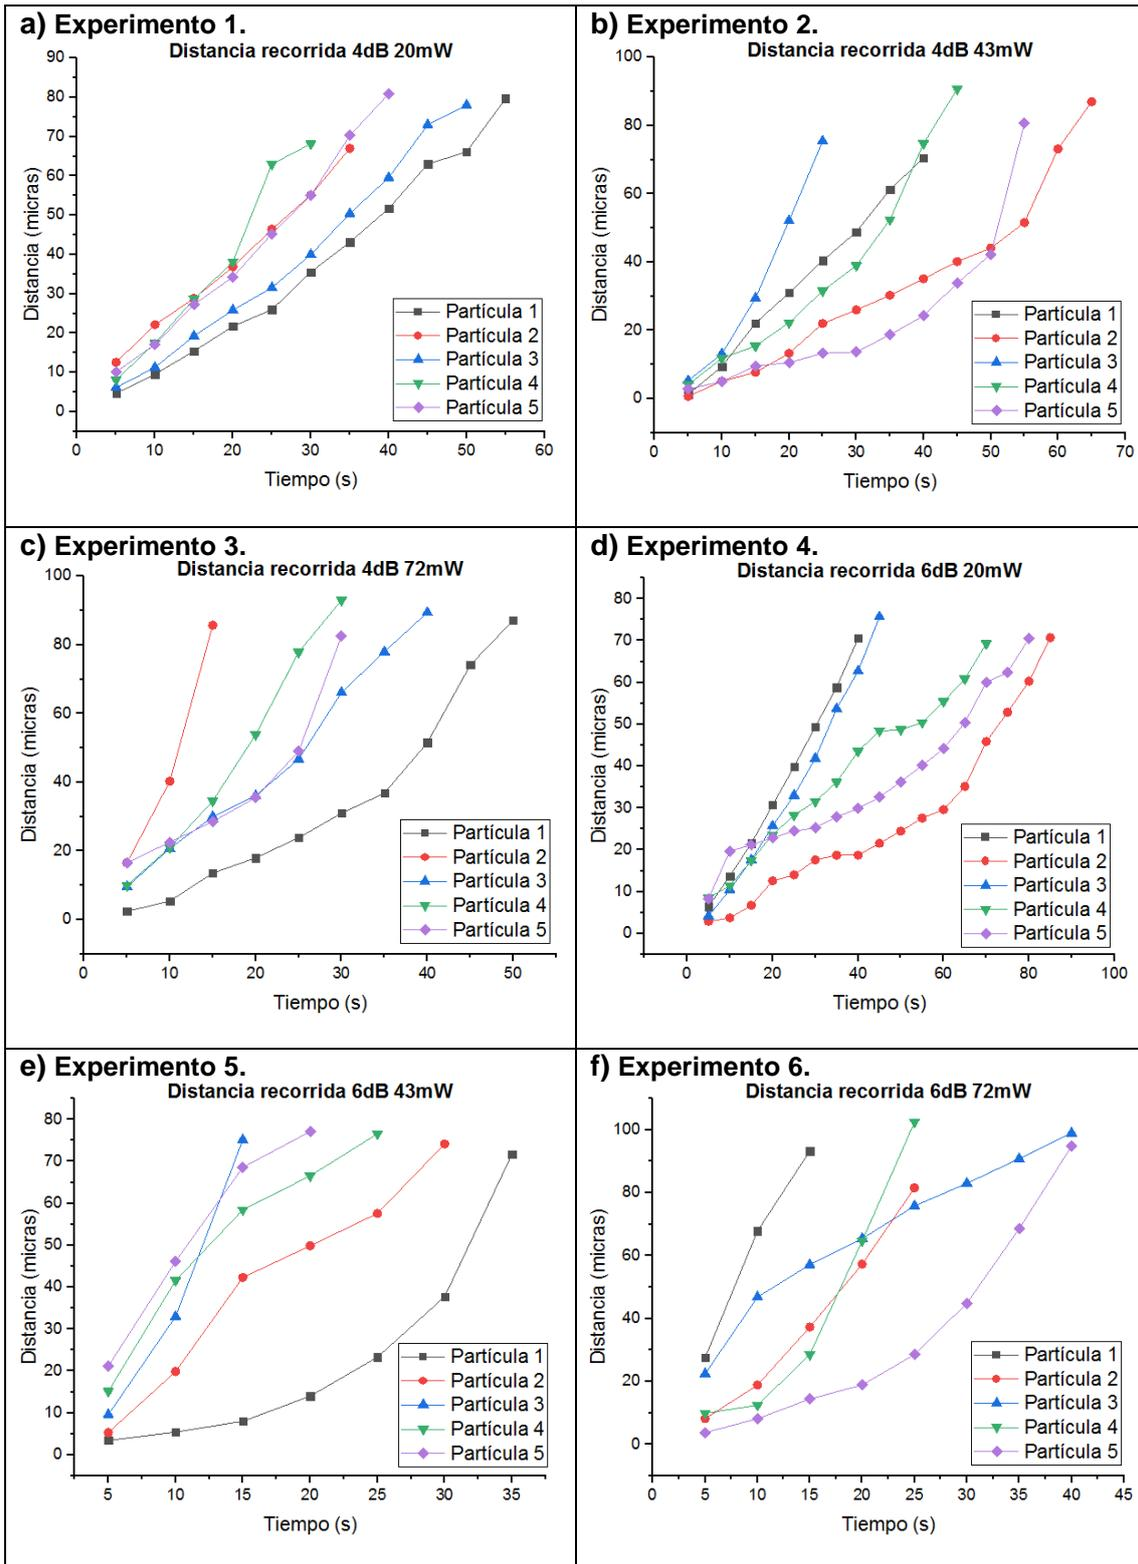 a) Experimento 1.
Distancia recorrida 4dB 20mW
90
80
70
60
50
40
30
20
10
0
Distancia (micras)
Partícula 1
Partícula 2
Partícula 3
Partícula 4
Partícula 5
10 20 30 40 50 60
Tiempo (s)
b) Experimento 2.
Distancia recorrida 4dB 43mW
100
80
60
40
20
0
Distancia (micras)
Partícula 1
Partícula 2
Partícula 3
Partícula 4
Partícula 5
0 10 20 30 40 50 60 70
Tiempo (s)
c) Experimento 3.
Distancia recorrida 4dB 72mW
100
80
60
40
20
0
Distancia (micras)
Partícula 1
Partícula 2
Partícula 3
Partícula 4
Partícula 5
0 10 20 30 40 50
Tiempo (s)
d) Experimento 4.
Distancia recorrida 6dB 20mW
80
70
60
50
40
30
20
10
0
Distancia (micras)
Partícula 1
Partícula 2
Partícula 3
Partícula 4
Partícula 5
0 20 40 60 80 100
Tiempo (s)
e) Experimento 5.
Distancia recorrida 6dB 43mW
80
70
60
50
40
30
20
10
0
Distancia (micras)
Partícula 1
Partícula 2
Partícula 3
Partícula 4
Partícula 5
5 10 15 20 25 30 35
Tiempo (s)
f) Experimento 6.
Distancia recorrida 6dB 72mW
100
80
60
40
20
0
Distancia (micras)
Partícula 1
Partícula 2
Partícula 3
Partícula 4
Partícula 5
0 5 10 15 20 25 30 35 40 45
Tiempo (s)